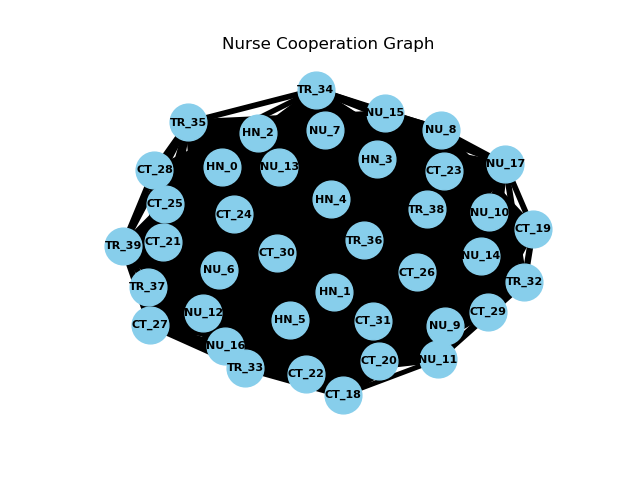 Nurse Cooperation Graph
TR_34
NU_15
TR_35
NU_7
NU_8
HN_2
HN_3
NU_17
HN_0
NU_13
CT_28
CT_23
HN_4
CT_25
TR_38
NU_10
CT_24
CT_19
TR_36
CT_21
TR_39
CT_30
NU_14
NU_6
CT_26
TR_32
TR_37
HN_1
CT_29
NU_12
HN_5
CT_31
CT_27
NU_9
NU_16
NU_11
CT_20
TR_33
CT_22
CT_18